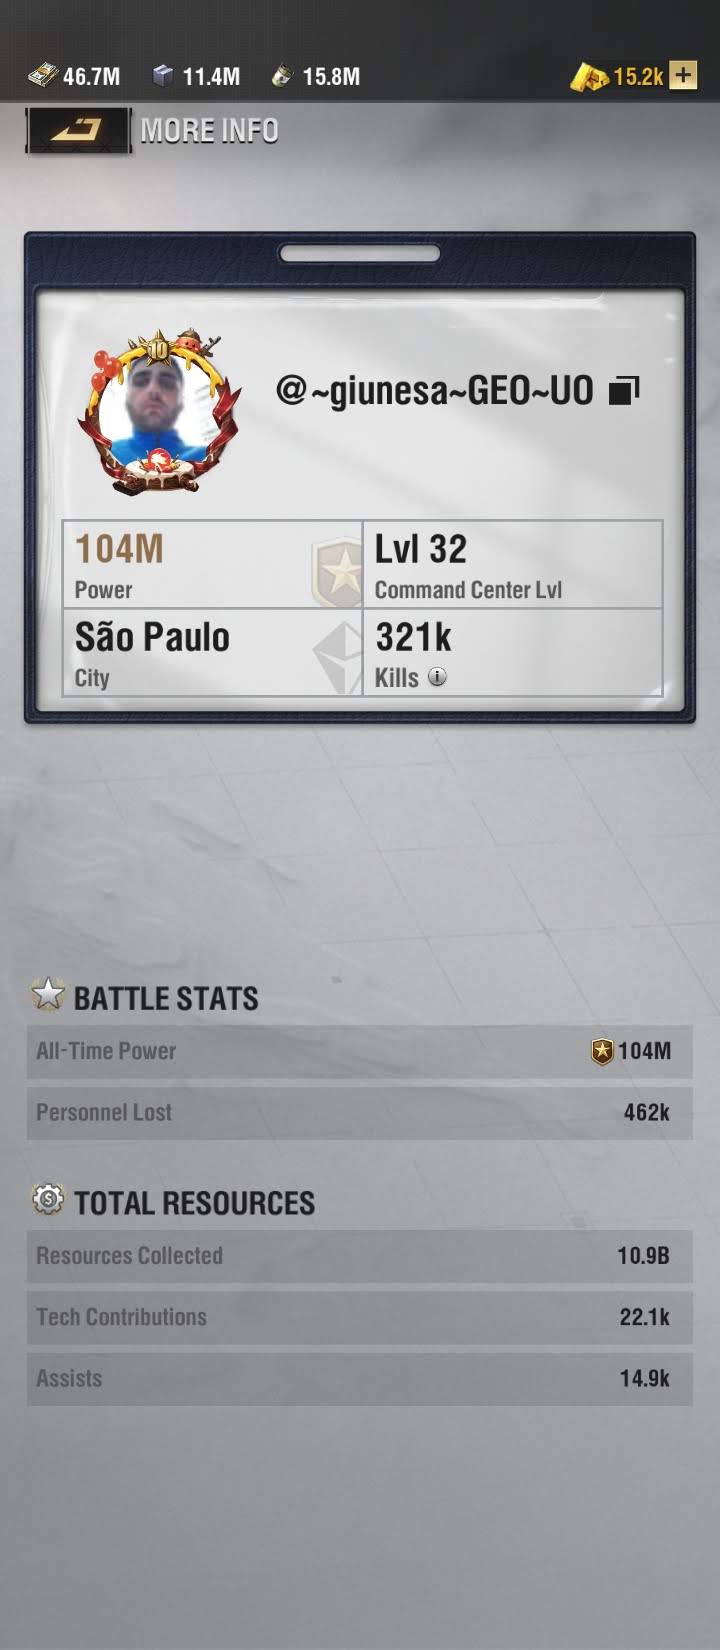 46.7M 11.4M 15.8M 15.2k +
MORE INFO
10
@~giunesa~GEO~UO
104M
Power
Lvl 32
Command Center Lvl
São Paulo
City
321k
Kills i
BATTLE STATS
All-Time Power 104M
Personnel Lost 462k
TOTAL RESOURCES
Resources Collected 10.9B
Tech Contributions 22.1k
Assists 14.9k